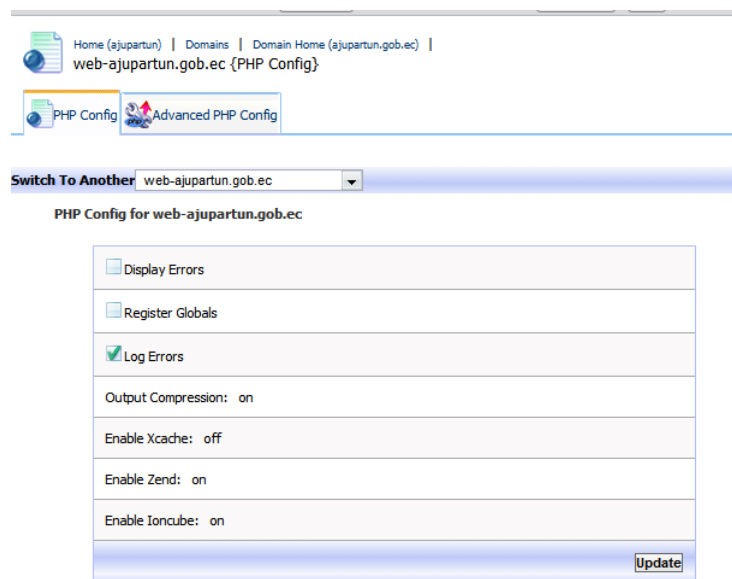 Home (ajupartun) | Domains | Domain Home (ajupartun.gob.ec) |
web-ajupartun.gob.ec {PHP Config}
PHP Config Advanced PHP Config
Switch To Another web-ajupartun.gob.ec
PHP Config for web-ajupartun.gob.ec
Display Errors
Register Globals
Log Errors
Output Compression: on
Enable Xcache: off
Enable Zend: on
Enable Ioncube: on
Update